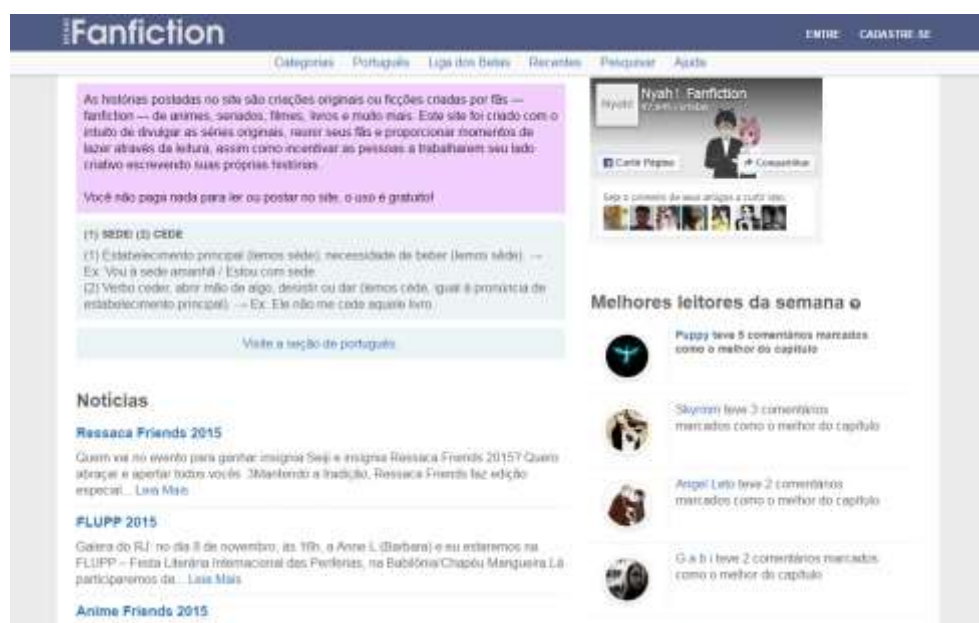 Fanfiction
ENTRE CADASTRE-SE
Categorias Português Liga dos Betas Recentes Pesquisar Ajuda
As histórias postadas no site são criações originais ou ficções criadas por fãs —
fanfiction — de animes, seriados, filmes, livros e muito mais. Este site foi criado com o
intuito de divulgar as séries originais, reunir seus fãs e proporcionar momentos de
lazer através da leitura, assim como incentivar as pessoas a trabalharem seu lado
criativo escrevendo suas próprias histórias.
Você não paga nada para ler ou postar no site, o uso é gratuito!
(1) SEDE/ (2) CEDE
(1) Estabelecimento principal (lemos séde); necessidade de beber (lemos sêde). —
Ex: Vou à sede amanhã / Estou com sede.
(2) Verbo ceder, abrir mão de algo, desistir ou dar (lemos céde, igual à pronúncia de
estabelecimento principal). — Ex: Ele não me cede aquele livro.
Visite a seção de português
Notícias
Ressaca Friends 2015
Quem vai no evento para ganhar insígnia Seiji e insígnia Ressaca Friends 2015? Quero
abraçar e apertar todos vocês. 3Mantendo a tradição, Ressaca Friends faz edição
especial... Leia Mais
FLUPP 2015
Galera do RJ: no dia 8 de novembro, às 16h, a Anne L (Barbara) e eu estaremos na
FLUPP – Festa Literária Internacional das Periferias, na Babilônia/Chapéu Mangueira.Lá
participaremos da... Leia Mais
Anime Friends 2015
Nyah!
Nyah! Fanfiction
Curtir Página Compartilhar
Seja o primeiro de seus amigos a curtir isso.
Melhores leitores da semana
Puppy teve 5 comentários marcados
como o melhor do capítulo
Skyrom teve 3 comentários
marcados como o melhor do capítulo
Angel Leto teve 2 comentários
marcados como o melhor do capítulo
G a b i teve 2 comentários marcados
como o melhor do capítulo